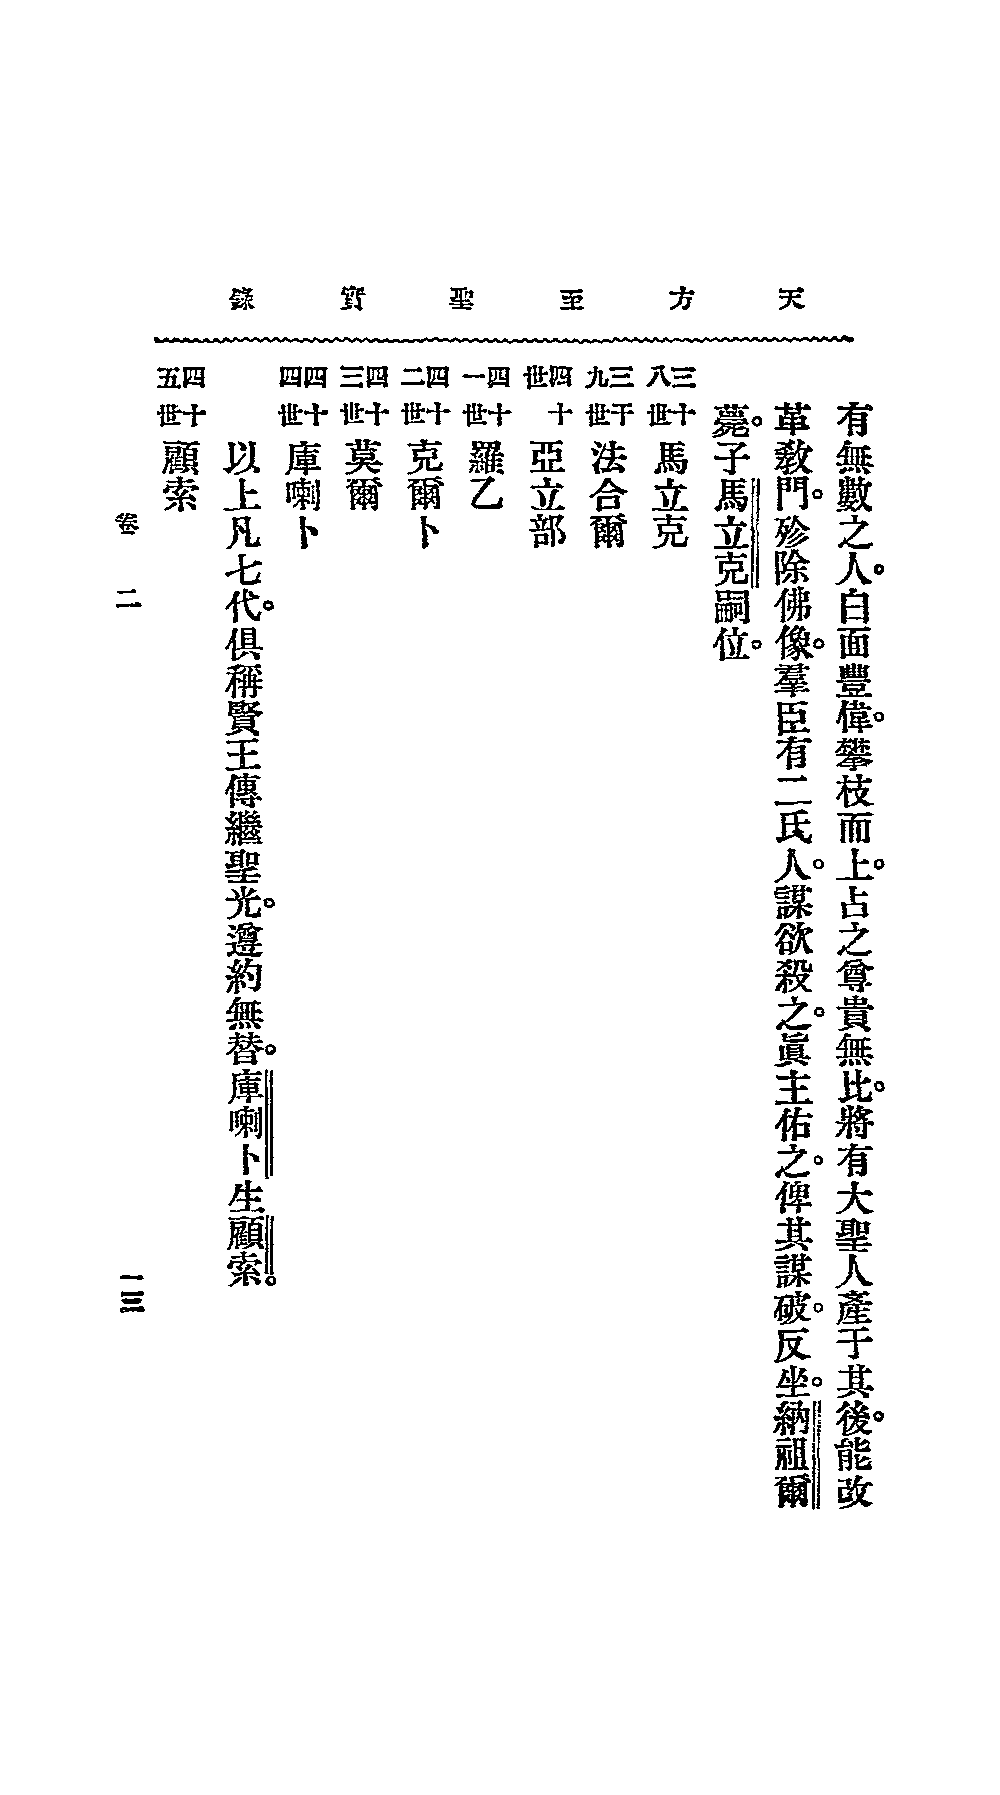 天方至聖實錄
有無數之人。白面豐偉。攀枝而上。占之尊貴無比。將有大聖人產于其後。能改
革教門。殄除佛像。羣臣有二氏人。謀欲殺之。眞主佑之。俾其謀破。反坐。納祖爾
薨。子馬立克嗣位。
三十八世 馬立克
三十九世 法合爾
四十世 亞立部
四十一世 羅乙
四十二世 克爾卜
四十三世 莫爾
四十四世 庫喇卜
以上凡七代。俱稱賢王傳繼聖光。遵約無替。庫喇卜生顧索。
四十五世 顧索
卷二 一三